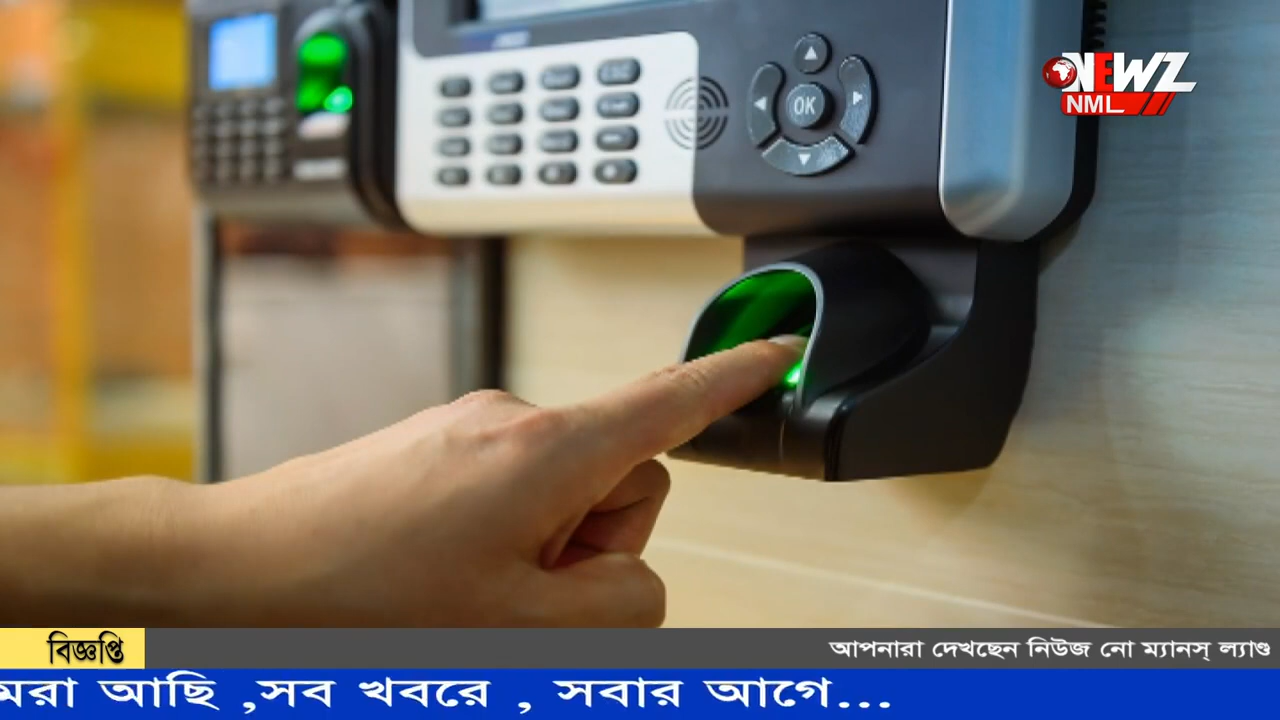 NEWZ
NML
OK
বিজ্ঞপ্তি
আপনারা দেখছেন নিউজ নো ম্যানস্ ল্যাণ্ড
মরা আছি ,সব খবরে , সবার আগে...